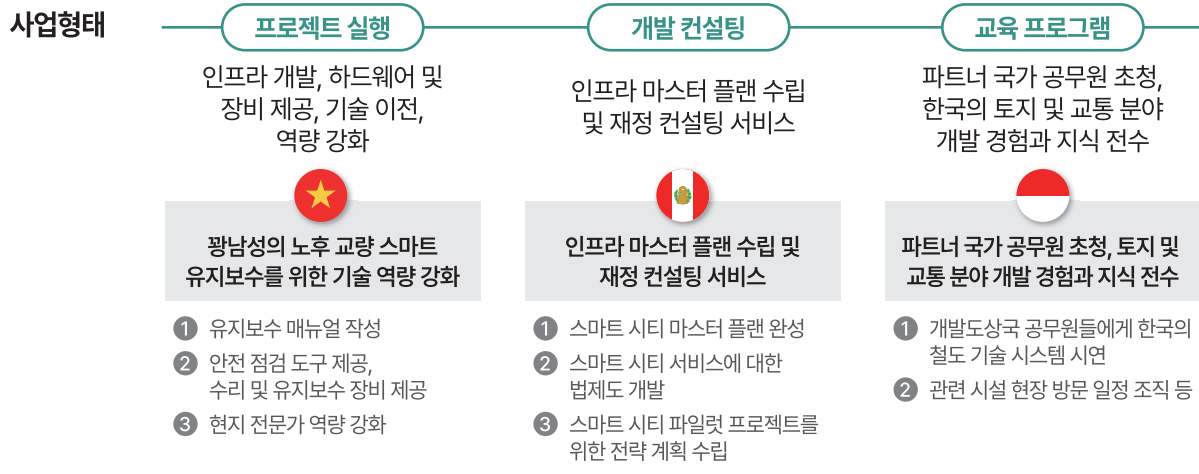 사업형태
프로젝트 실행
인프라 개발, 하드웨어 및
장비 제공, 기술 이전,
역량 강화
꽝남성의 노후 교량 스마트
유지보수를 위한 기술 역량 강화
1 유지보수 매뉴얼 작성
2 안전 점검 도구 제공,
수리 및 유지보수 장비 제공
3 현지 전문가 역량 강화
개발 컨설팅
인프라 마스터 플랜 수립
및 재정 컨설팅 서비스
인프라 마스터 플랜 수립 및
재정 컨설팅 서비스
1 스마트 시티 마스터 플랜 완성
2 스마트 시티 서비스에 대한
법제도 개발
3 스마트 시티 파일럿 프로젝트를
위한 전략 계획 수립
교육 프로그램
파트너 국가 공무원 초청,
한국의 토지 및 교통 분야
개발 경험과 지식 전수
파트너 국가 공무원 초청, 토지 및
교통 분야 개발 경험과 지식 전수
1 개발도상국 공무원들에게 한국의
철도 기술 시스템 시연
2 관련 시설 현장 방문 일정 조직 등